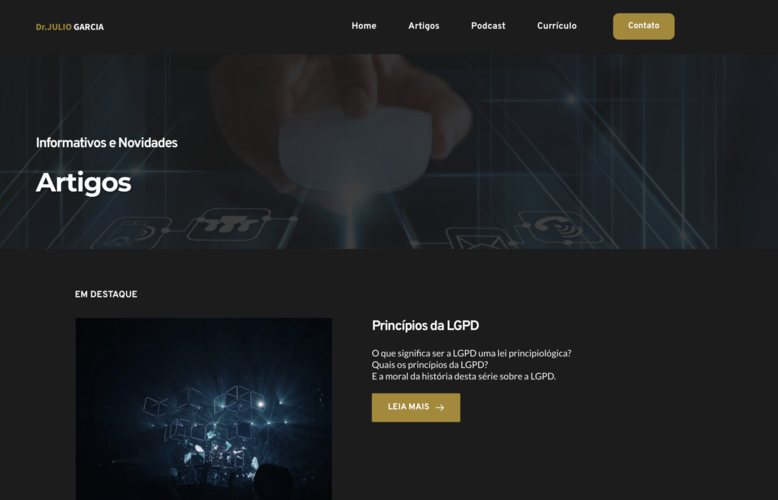 Dr.JULIO GARCIA
Home
Artigos
Podcast
Currículo
Contato
Informativos e Novidades
Artigos
EM DESTAQUE
Princípios da LGPD
O que significa ser a LGPD uma lei principiológica?
Quais os princípios da LGPD?
E a moral da história desta série sobre a LGPD.
LEIA MAIS